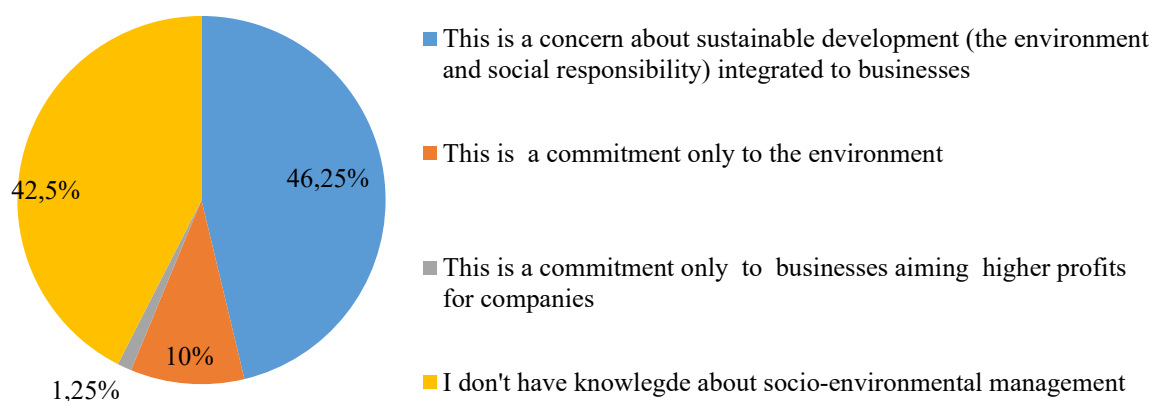 This is a concern about sustainable development (the environment
and social responsibility) integrated to businesses
46,25%
This is a commitment only to the environment
42,5%
This is a commitment only to businesses aiming higher profits
for companies
10%
1,25%
I don't have knowlegde about socio-environmental management